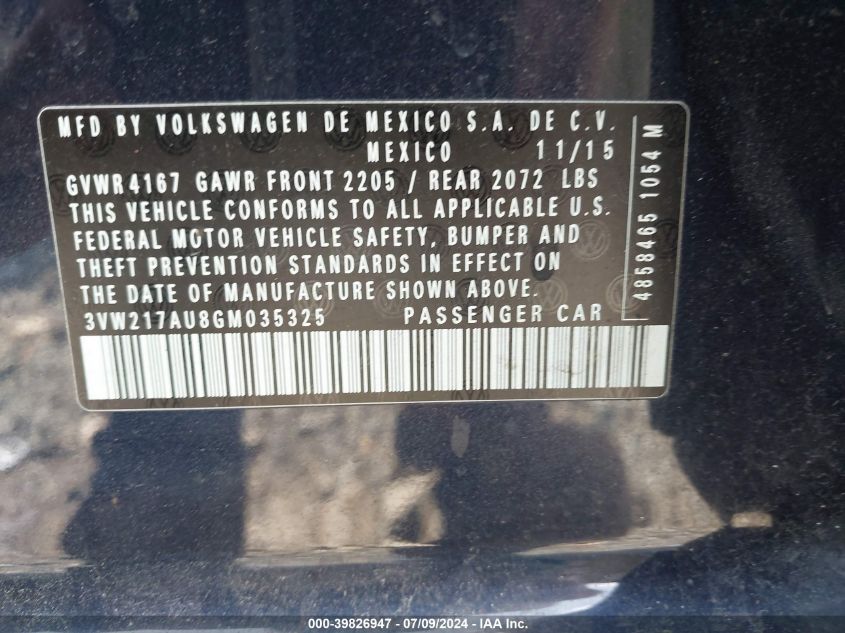 MFD BY VOLKSWAGEN DE MEXICO S.A. DE C.V.
MEXICO 11/15
GVWR4167 GAWR FRONT 2205 / REAR 2072 LBS
THIS VEHICLE CONFORMS TO ALL APPLICABLE U.S.
FEDERAL MOTOR VEHICLE SAFETY, BUMPER AND
THEFT PREVENTION STANDARDS IN EFFECT ON
THE DATE OF MANUFACTURE SHOWN ABOVE.
3VW217AU8GM035325 PASSENGER CAR
4858465 1054 M
000-39826947 - 07/09/2024 - IAA Inc.